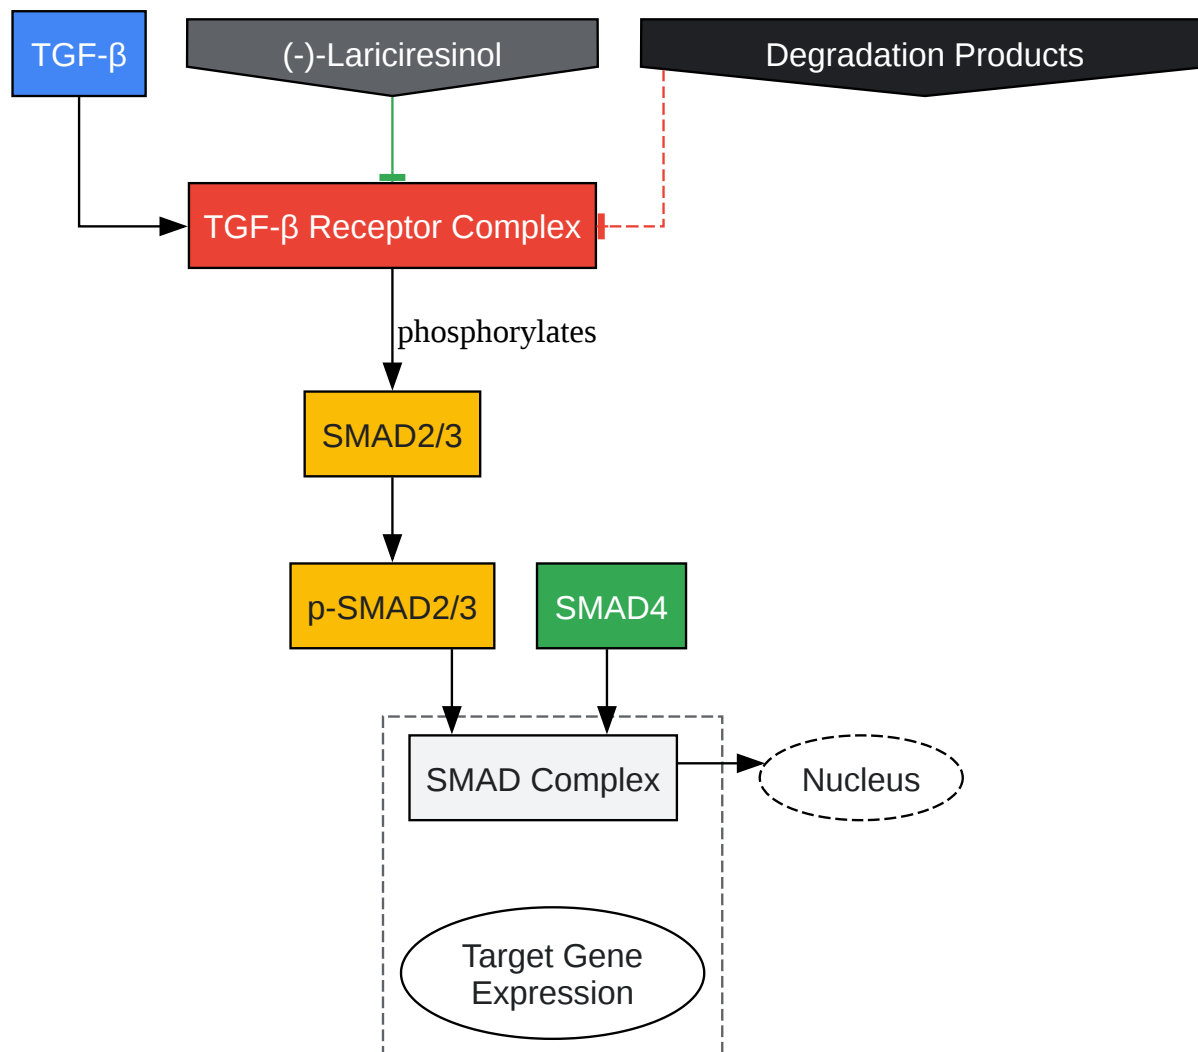 TGF-β
(-)-Lariciresinol
Degradation Products
TGF-β Receptor Complex
phosphorylates
SMAD2/3
p-SMAD2/3
SMAD4
SMAD Complex
Nucleus
Target Gene
Expression